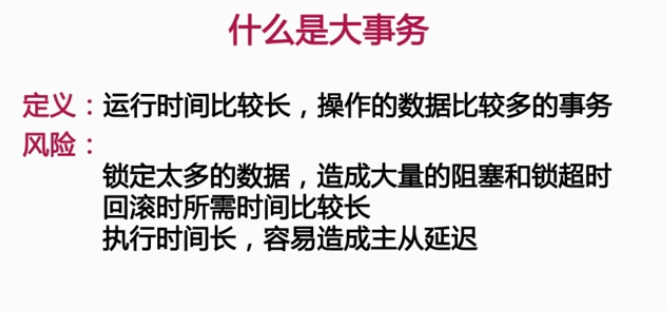 什么是大事务
定义：运行时间比较长，操作的数据比较多的事务
风险：
锁定太多的数据，造成大量的阻塞和锁超时
回滚时所需时间比较长
执行时间长，容易造成主从延迟